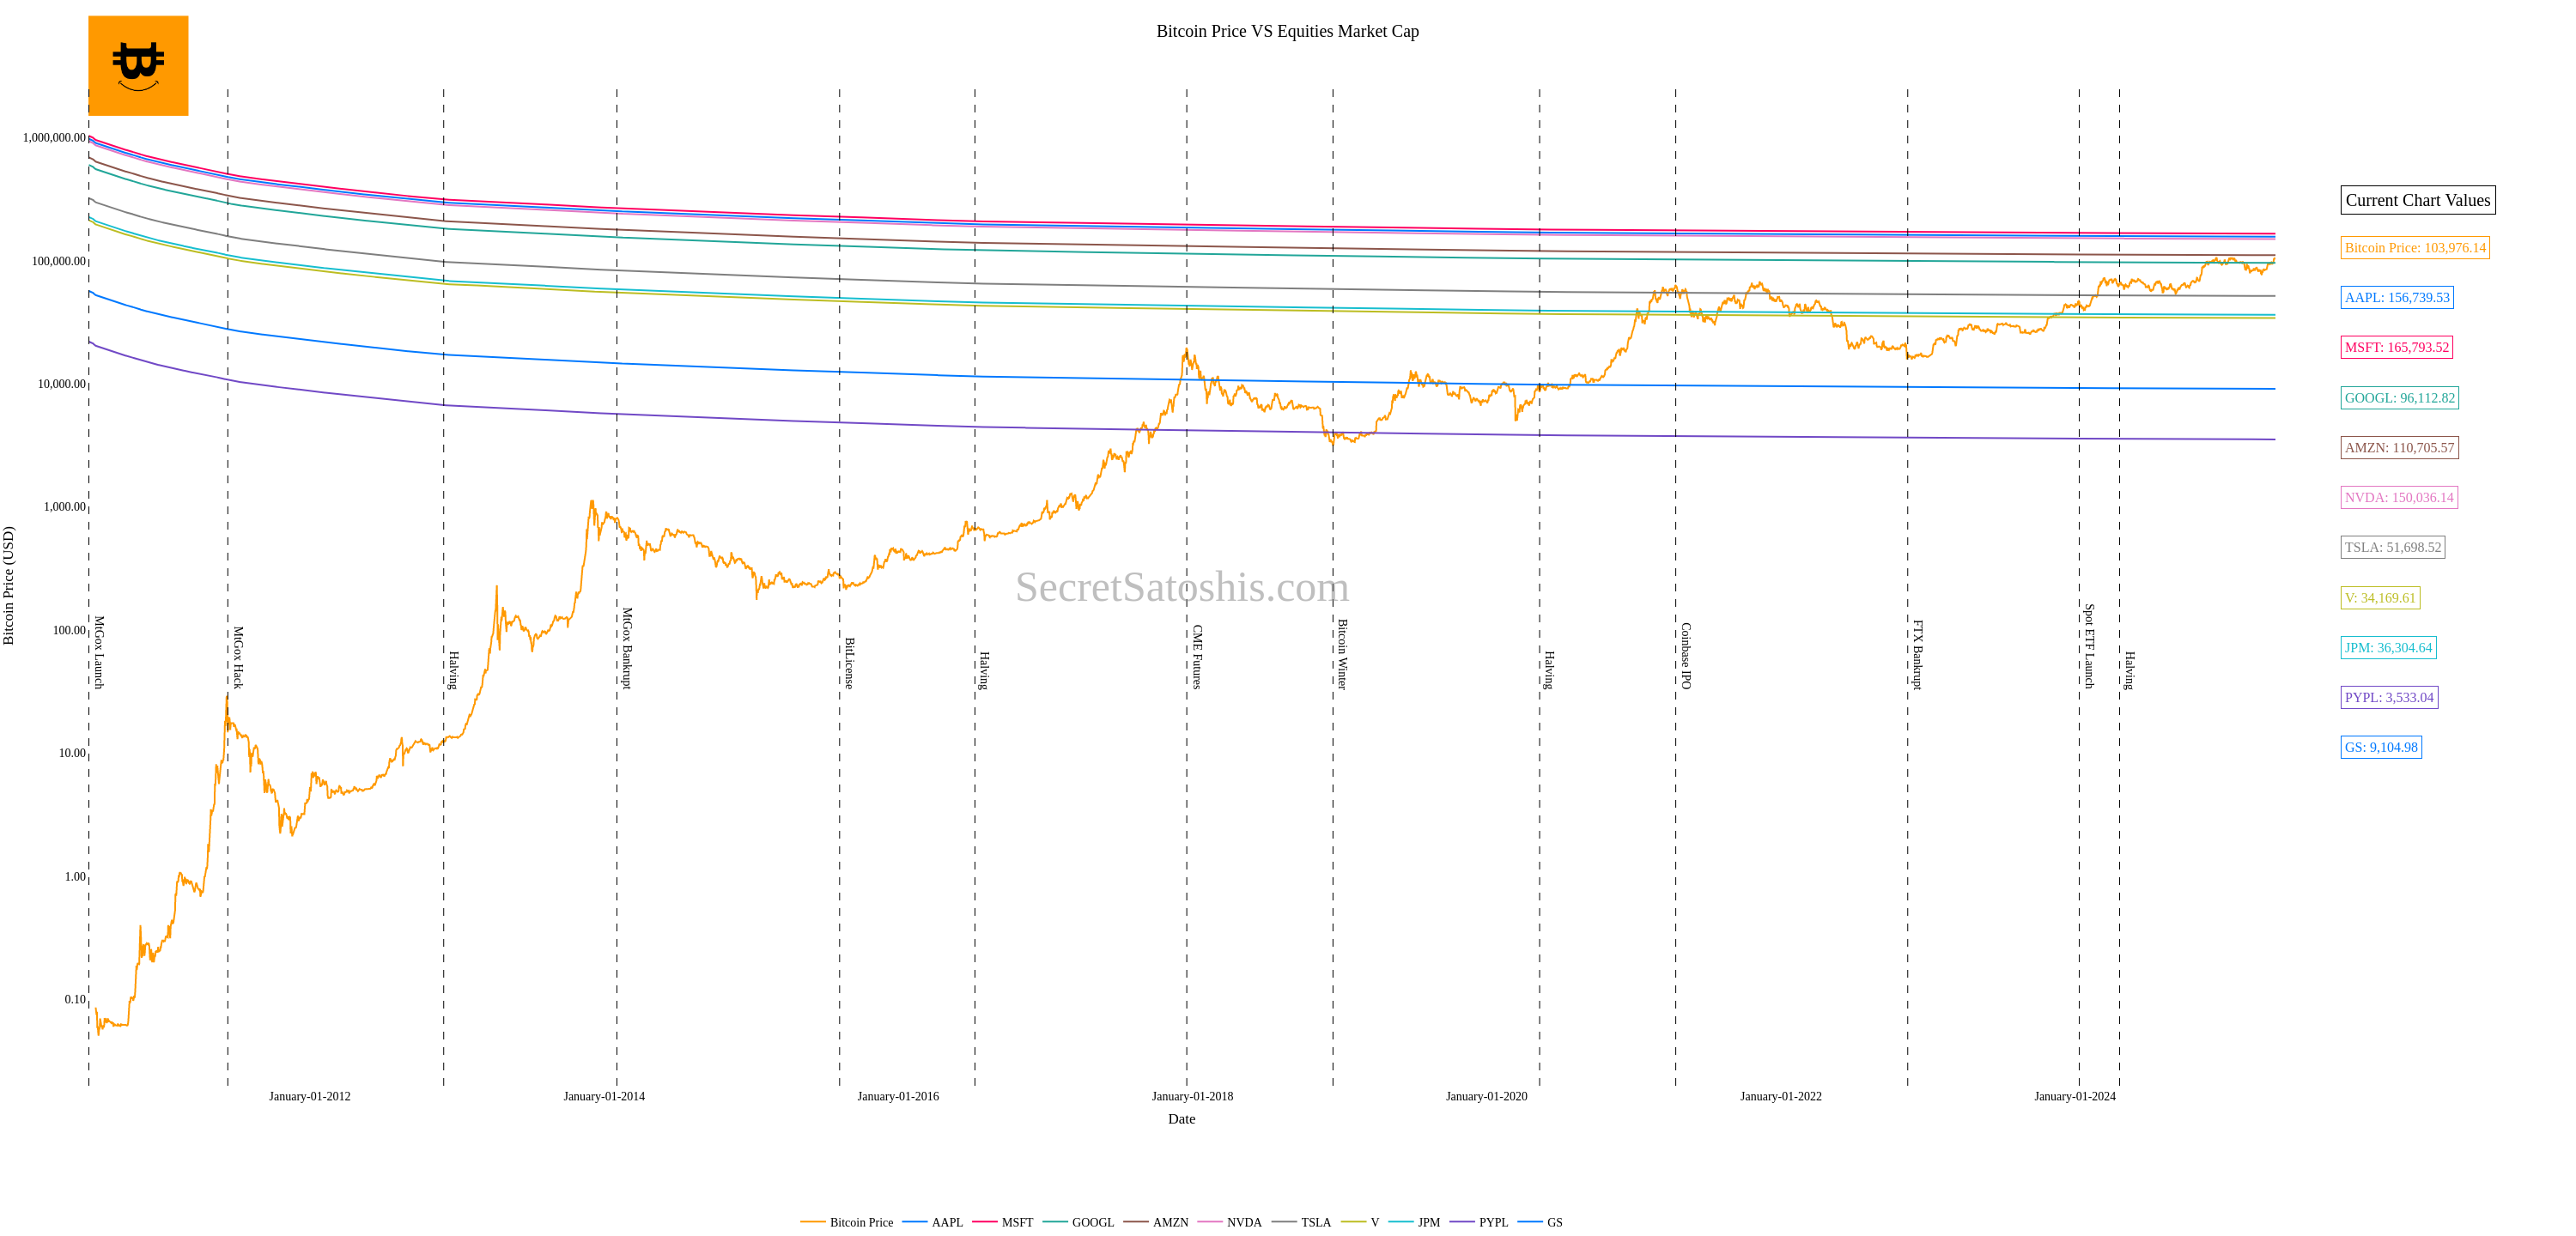 Bitcoin Price VS Equities Market Cap
1,000,000.00
100,000.00
10,000.00
1,000.00
100.00
10.00
1.00
0.10
Bitcoin Price (USD)
MtGox Launch
MtGox Hack
Halving
MtGox Bankrupt
BitLicense
Halving
CME Futures
Bitcoin Winter
Halving
Coinbase IPO
FTX Bankrupt
Spot ETF Launch
Halving
SecretSatoshis.com
January-01-2012
January-01-2014
January-01-2016
January-01-2018
January-01-2020
January-01-2022
January-01-2024
Date
Current Chart Values
Bitcoin Price: 103,976.14
AAPL: 156,739.53
MSFT: 165,793.52
GOOGL: 96,112.82
AMZN: 110,705.57
NVDA: 150,036.14
TSLA: 51,698.52
V: 34,169.61
JPM: 36,304.64
PYPL: 3,533.04
GS: 9,104.98
Bitcoin Price AAPL MSFT GOOGL AMZN NVDA TSLA V JPM PYPL GS